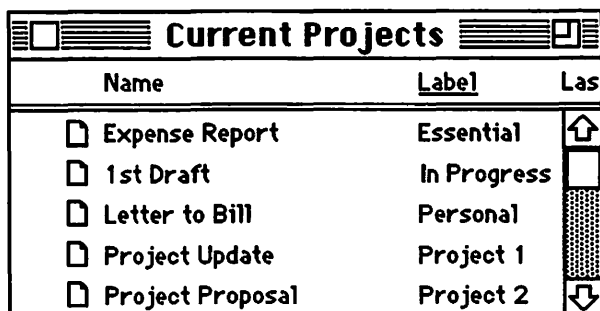 Current Projects
Name Label Las
Expense Report Essential
1st Draft In Progress
Letter to Bill Personal
Project Update Project 1
Project Proposal Project 2